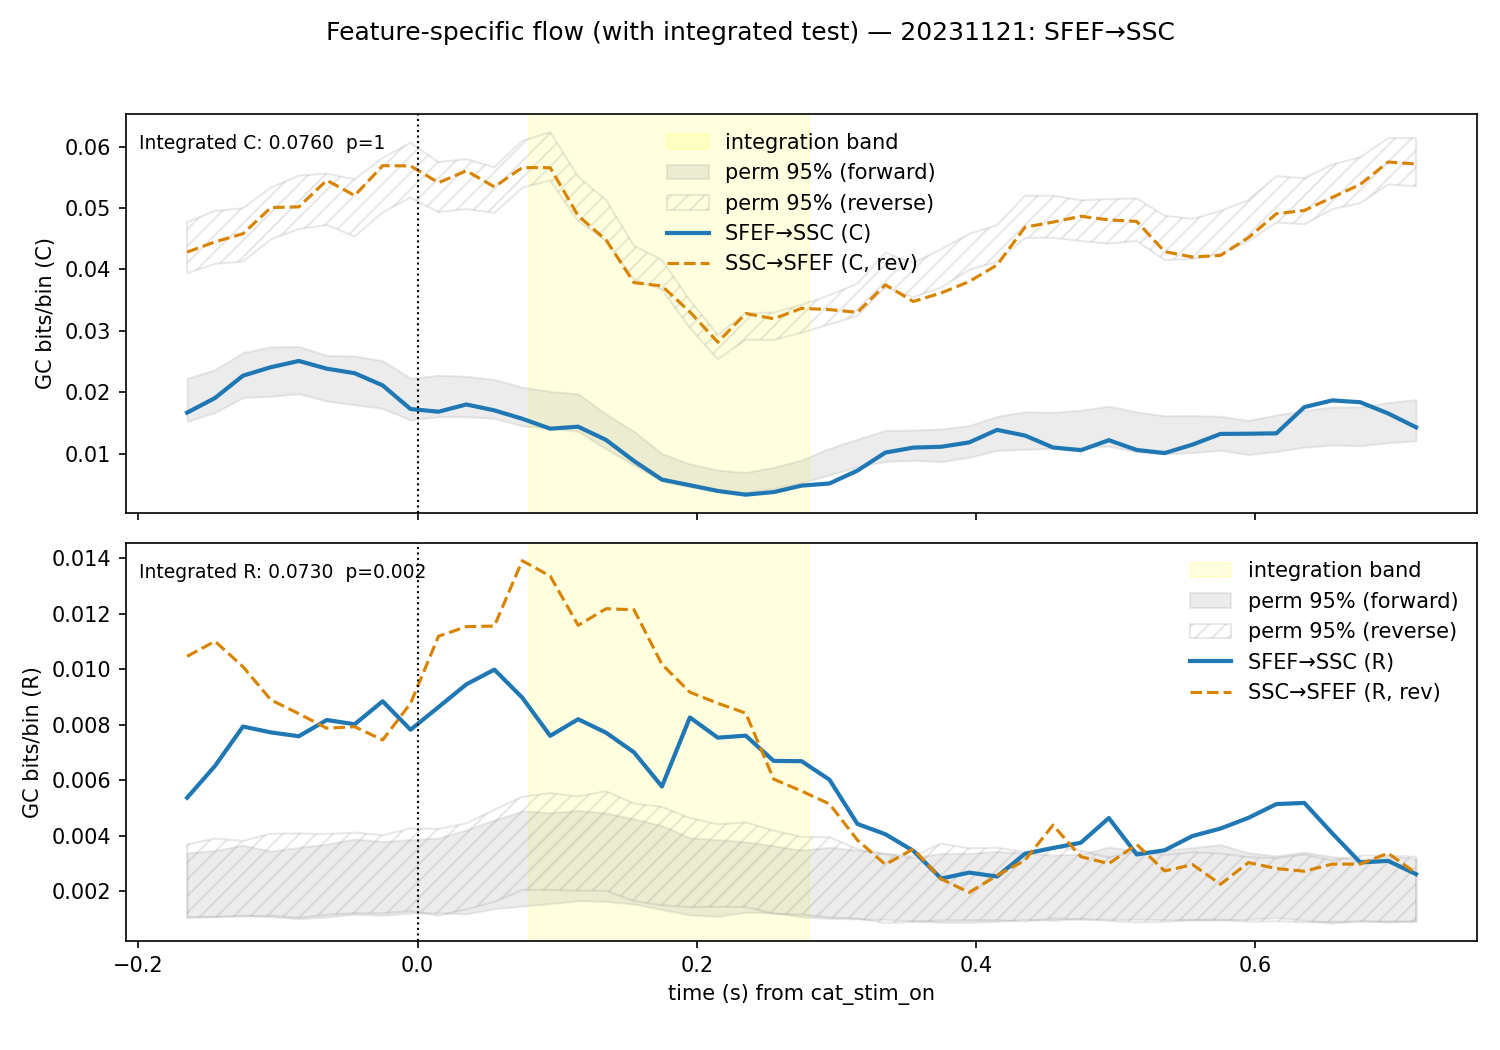 Feature-specific flow (with integrated test) — 20231121: SFEF→SSC
Integrated C: 0.0760  p=1
integration band
perm 95% (forward)
perm 95% (reverse)
SFEF→SSC (C)
SSC→SFEF (C, rev)
GC bits/bin (C)
0.06
0.05
0.04
0.03
0.02
0.01
Integrated R: 0.0730  p=0.002
integration band
perm 95% (forward)
perm 95% (reverse)
SFEF→SSC (R)
SSC→SFEF (R, rev)
GC bits/bin (R)
0.014
0.012
0.010
0.008
0.006
0.004
0.002
−0.2
0.0
0.2
0.4
0.6
time (s) from cat_stim_on